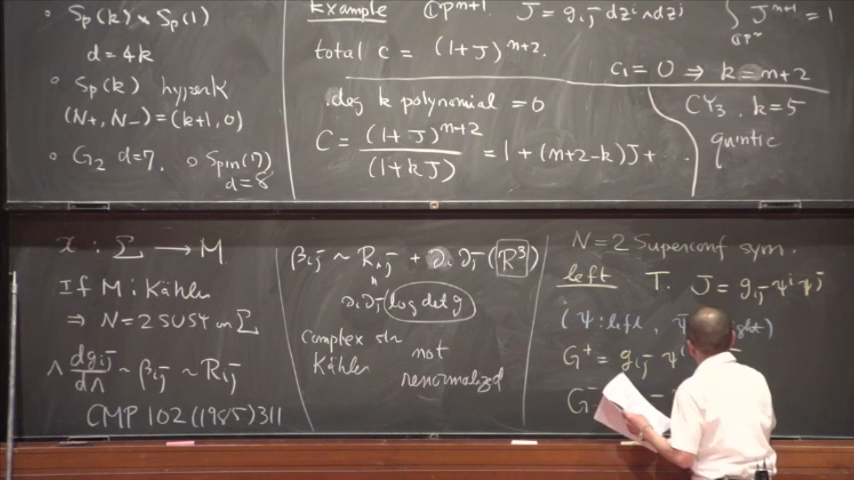 • Sp(k) × Sp(1)
d = 4k
• Sp(k) hyperk
(N+, N−) = (k+1, 0)
• G₂ d=7. • Spin(7)
d=8
Example ℂPⁿ⁺¹. J = g_{ij̄} dz^i ∧ dz^j̄ ∫ J^{n+1} = 1
total c = (1+J)^{n+2}.
c₁ = 0 ⇒ k = n+2
deg k polynomial = 0
C = (1+J)^{n+2} / (1+kJ) = 1 + (n+2−k)J + ...
CY₃. k=5
quintic
x : Σ → M
If M : Kähler
⇒ N=2 SUSY on Σ
Λ dg_{ij̄}/dΛ ~ β_{ij̄} ~ R_{ij̄}
CMP 102 (1985) 311
β_{ij̄} ~ R_{ij̄} + ∂_i ∂_j̄ (R³)
∂_i ∂_j̄ (log det g)
complex str
Kähler
not
renormalized
N=2 Superconf sym.
left T. J = g_{ij̄} ψ^i ψ^j̄
(ψ : left,
G⁺ = g_{ij̄} ψ^i
G⁻